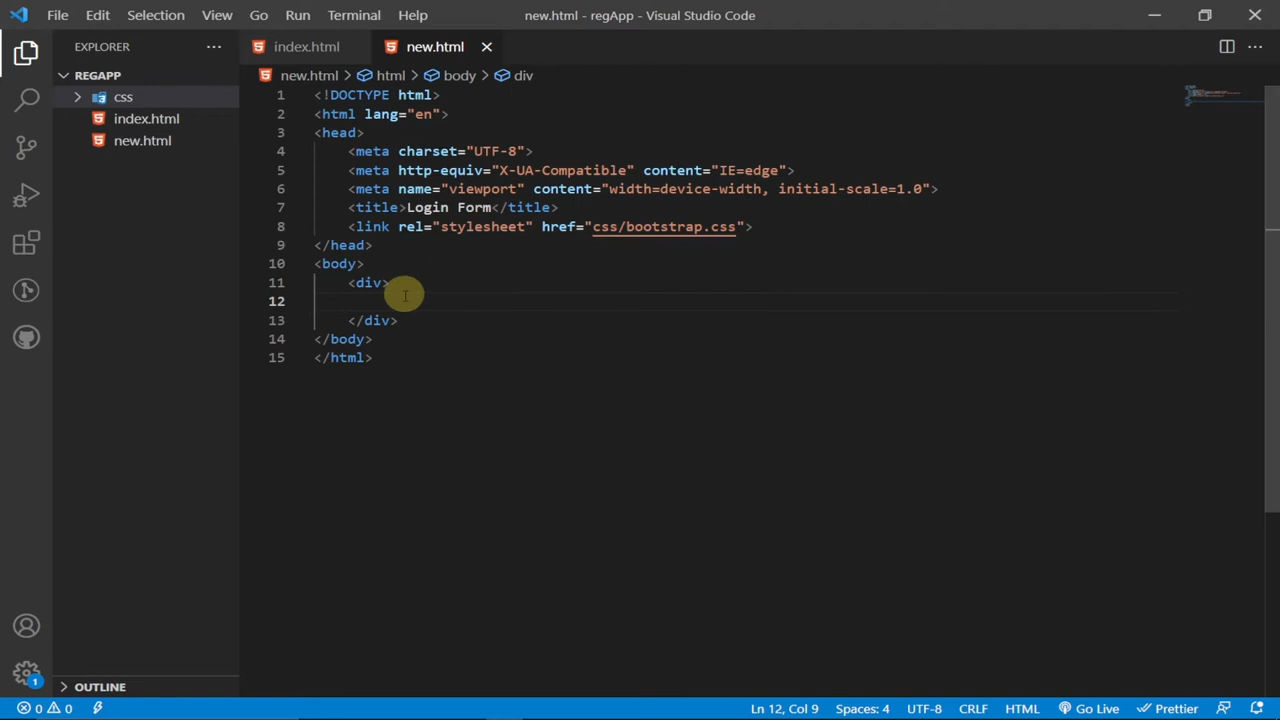 File Edit Selection View Go Run Terminal Help
new.html - regApp - Visual Studio Code
EXPLORER
REGAPP
css
index.html
new.html
OUTLINE
index.html new.html
new.html > html > body > div
1 <!DOCTYPE html>
2 <html lang="en">
3 <head>
4 <meta charset="UTF-8">
5 <meta http-equiv="X-UA-Compatible" content="IE=edge">
6 <meta name="viewport" content="width=device-width, initial-scale=1.0">
7 <title>Login Form</title>
8 <link rel="stylesheet" href="css/bootstrap.css">
9 </head>
10 <body>
11 <div>
12
13 </div>
14 </body>
15 </html>
1
0 0 Ln 12, Col 9 Spaces: 4 UTF-8 CRLF HTML Go Live Prettier